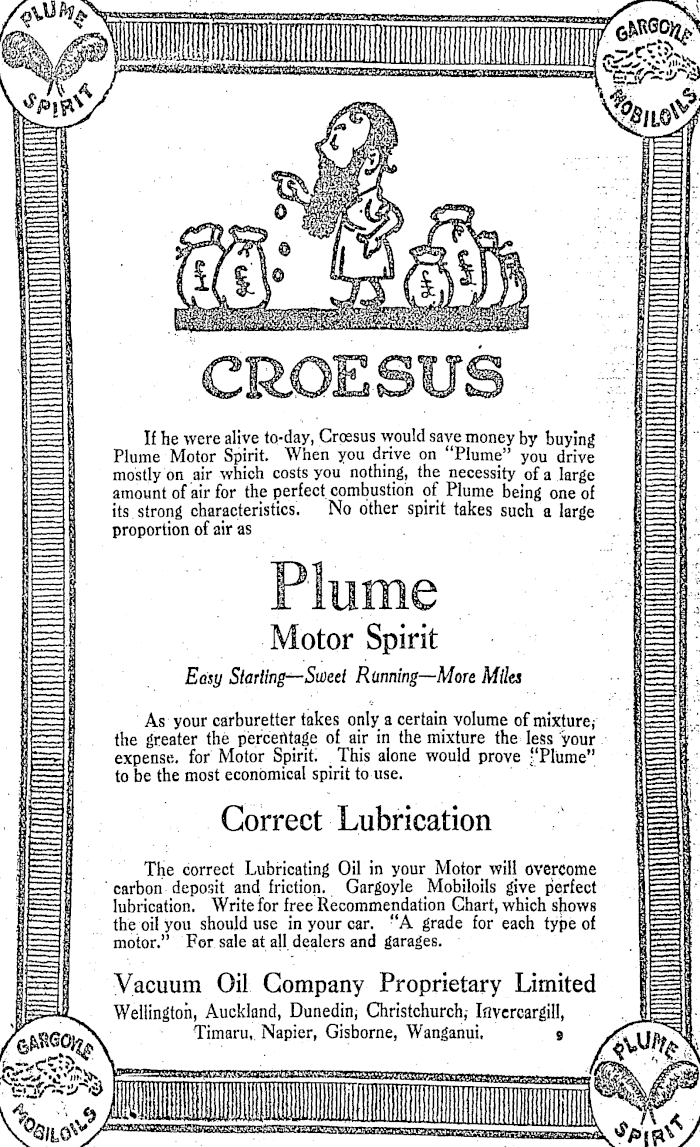 PLUME
SPIRIT
GARGOYLE
MOBILOILS
CROESUS
If he were alive to-day, Crœsus would save money by buying
Plume Motor Spirit. When you drive on "Plume" you drive
mostly on air which costs you nothing, the necessity of a large
amount of air for the perfect combustion of Plume being one of
its strong characteristics. No other spirit takes such a large
proportion of air as
Plume
Motor Spirit
Easy Starting—Sweet Running—More Miles
As your carburetter takes only a certain volume of mixture,
the greater the percentage of air in the mixture the less your
expense. for Motor Spirit. This alone would prove "Plume"
to be the most economical spirit to use.
Correct Lubrication
The correct Lubricating Oil in your Motor will overcome
carbon deposit and friction. Gargoyle Mobiloils give perfect
lubrication. Write for free Recommendation Chart, which shows
the oil you should use in your car. "A grade for each type of
motor." For sale at all dealers and garages.
Vacuum Oil Company Proprietary Limited
Wellington, Auckland, Dunedin, Christchurch, Invercargill,
Timaru, Napier, Gisborne, Wanganui. 9
GARGOYLE
MOBILOILS
PLUME
SPIRIT